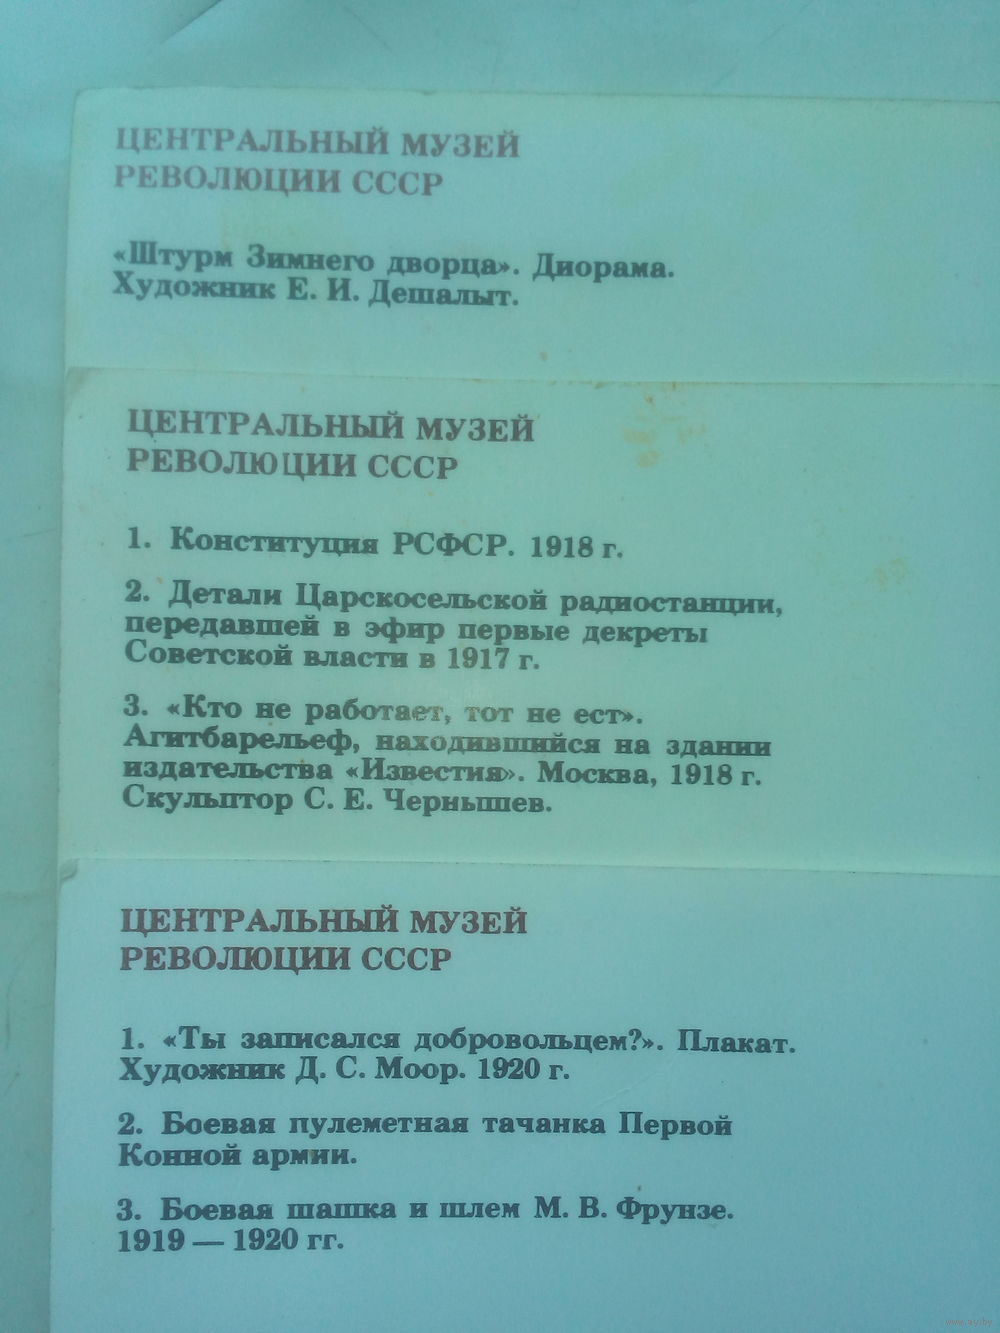 ЦЕНТРАЛЬНЫЙ МУЗЕЙ
РЕВОЛЮЦИИ СССР
«Штурм Зимнего дворца». Диорама.
Художник Е. И. Дешалыт.
ЦЕНТРАЛЬНЫЙ МУЗЕЙ
РЕВОЛЮЦИИ СССР
1. Конституция РСФСР. 1918 г.
2. Детали Царскосельской радиостанции,
передавшей в эфир первые декреты
Советской власти в 1917 г.
3. «Кто не работает, тот не ест».
Агитбарельеф, находившийся на здании
издательства «Известия». Москва, 1918 г.
Скульптор С. Е. Чернышев.
ЦЕНТРАЛЬНЫЙ МУЗЕЙ
РЕВОЛЮЦИИ СССР
1. «Ты записался добровольцем?». Плакат.
Художник Д. С. Моор. 1920 г.
2. Боевая пулеметная тачанка Первой
Конной армии.
3. Боевая шашка и шлем М. В. Фрунзе.
1919 — 1920 гг.
www.ay.by